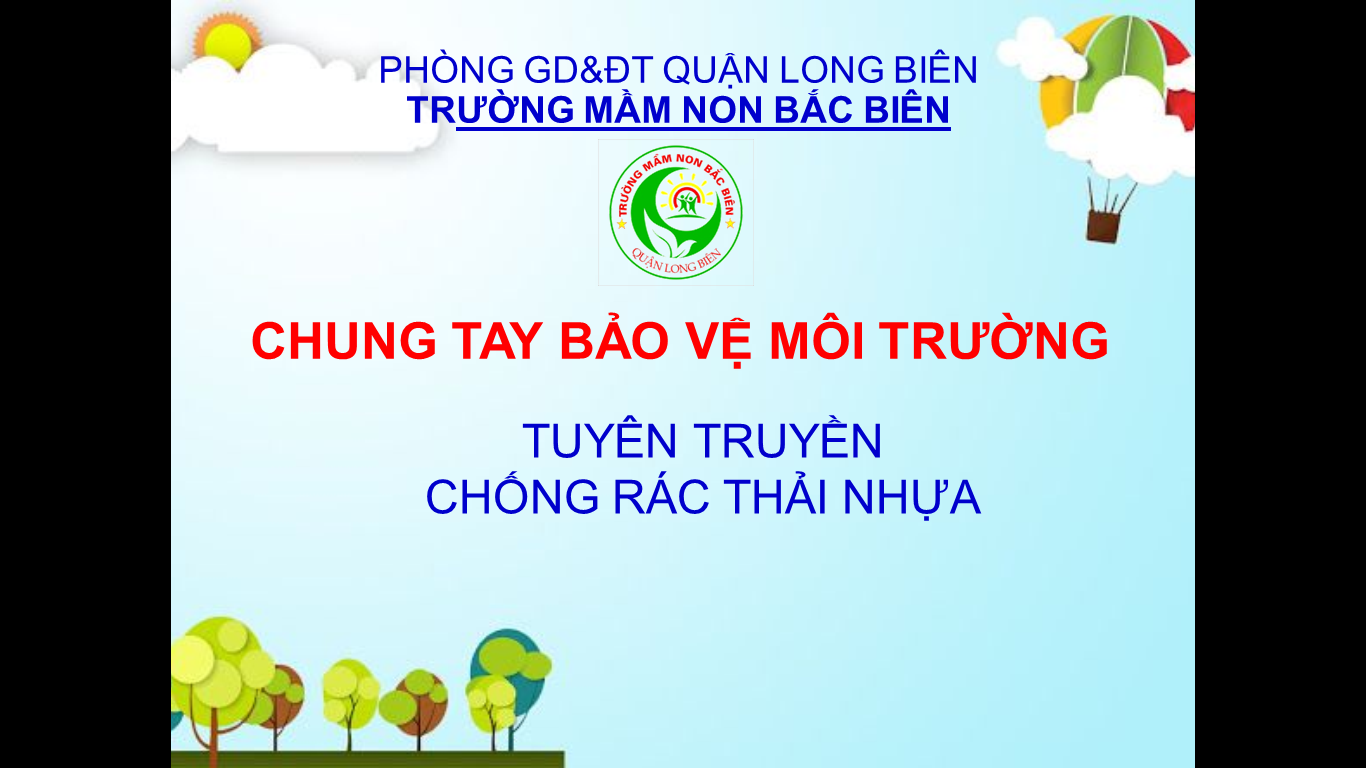 PHÒNG GD&ĐT QUẬN LONG BIÊN
TRƯỜNG MẦM NON BẮC BIÊN
TRƯỜNG MẦM NON BẮC BIÊN
QUẬN LONG BIÊN
CHUNG TAY BẢO VỆ MÔI TRƯỜNG
TUYÊN TRUYỀN
CHỐNG RÁC THẢI NHỰA